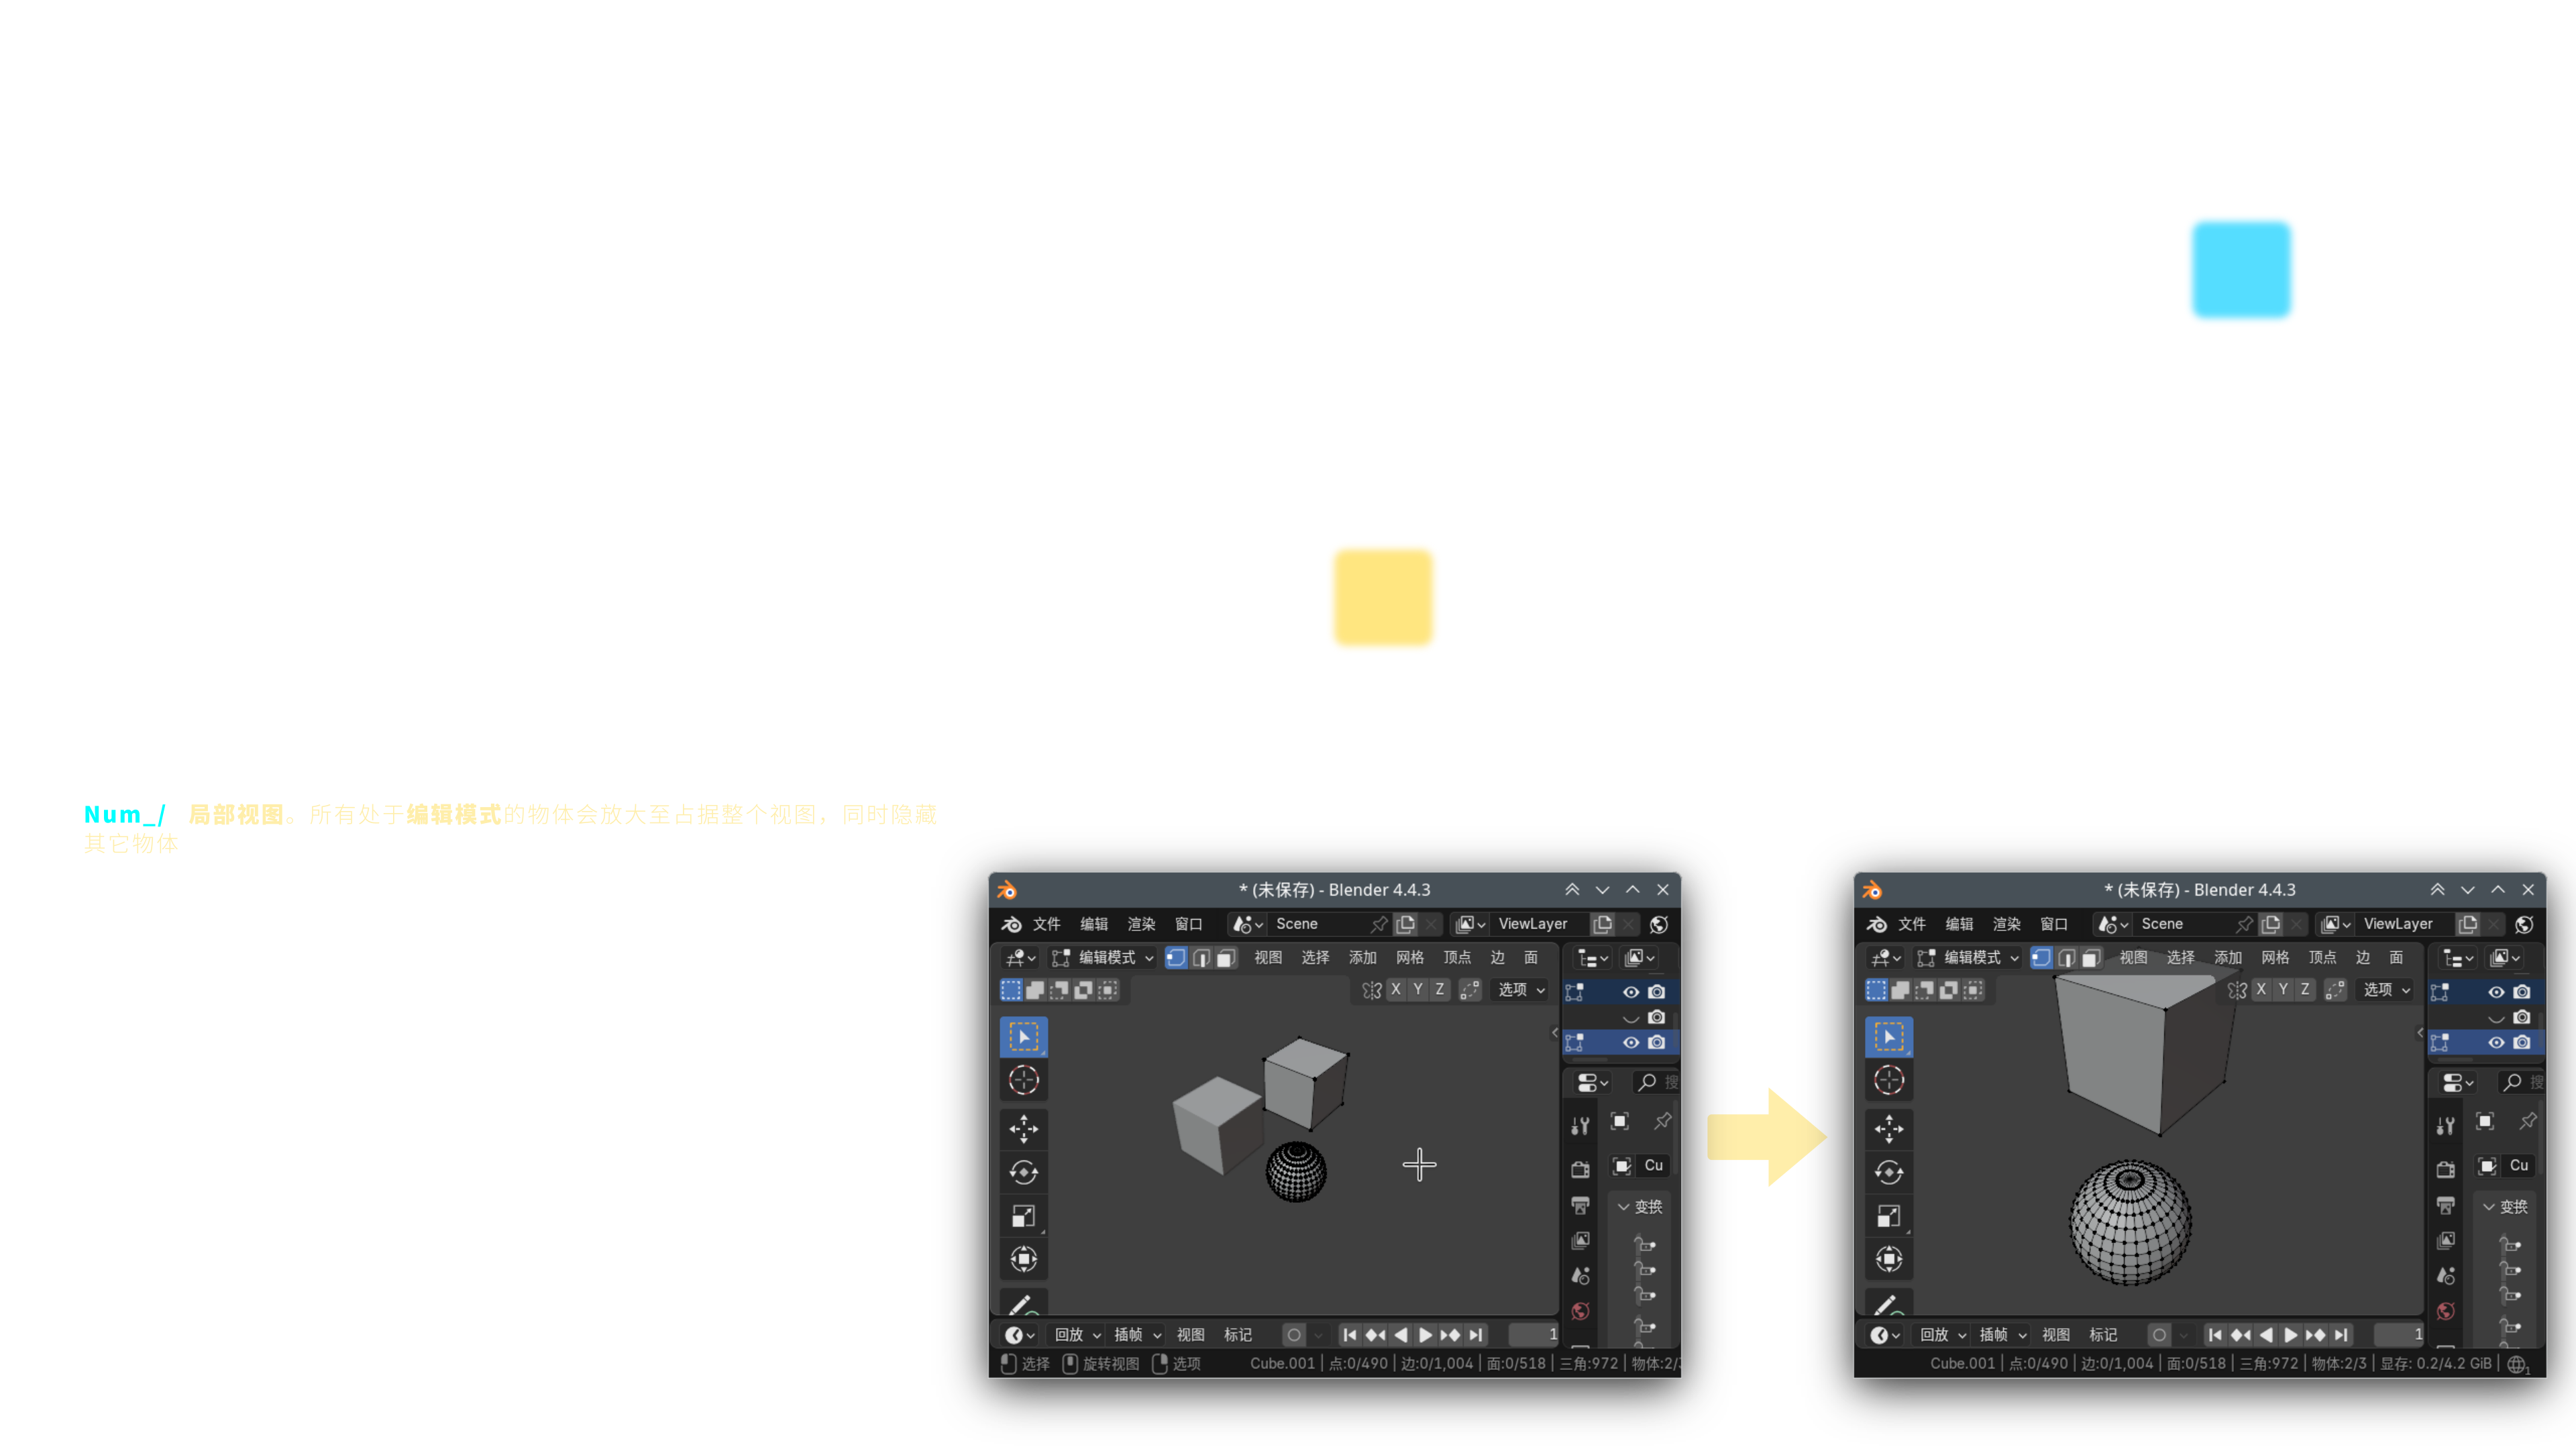 Num_/ 局部视图。所有处于编辑模式的物体会放大至占据整个视图，同时隐藏
其它物体
* (未保存) - Blender 4.4.3
文件 编辑 渲染 窗口 Scene ViewLayer
编辑模式 视图 选择 添加 网格 顶点 边 面
X Y Z 选项
搜
Cu
变换
回放 插帧 视图 标记 1
选择 旋转视图 选项 Cube.001 | 点:0/490 | 边:0/1,004 | 面:0/518 | 三角:972 | 物体:2/3
* (未保存) - Blender 4.4.3
文件 编辑 渲染 窗口 Scene ViewLayer
编辑模式 视图 选择 添加 网格 顶点 边 面
X Y Z 选项
搜
Cu
变换
回放 插帧 视图 标记 1
Cube.001 | 点:0/490 | 边:0/1,004 | 面:0/518 | 三角:972 | 物体:2/3 | 显存: 0.2/4.2 GiB | 1